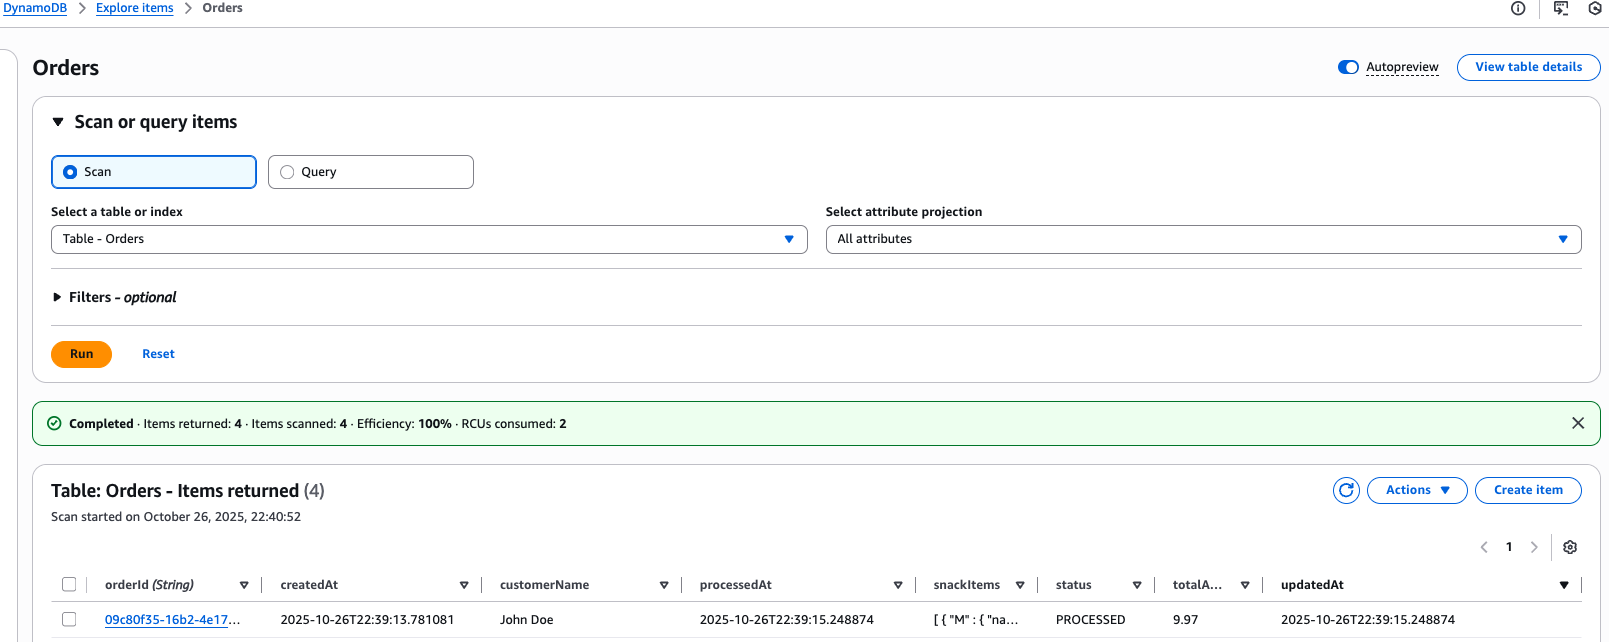 DynamoDB > Explore items > Orders
Orders
Autopreview
View table details
Scan or query items
Scan
Query
Select a table or index
Select attribute projection
Table - Orders
All attributes
Filters - optional
Run
Reset
Completed · Items returned: 4 · Items scanned: 4 · Efficiency: 100% · RCUs consumed: 2
Table: Orders - Items returned (4)
Actions
Create item
Scan started on October 26, 2025, 22:40:52
1
orderId (String) createdAt customerName processedAt snackItems status totalA... updatedAt
09c80f35-16b2-4e17... 2025-10-26T22:39:13.781081 John Doe 2025-10-26T22:39:15.248874 [ { "M" : { "na... PROCESSED 9.97 2025-10-26T22:39:15.248874